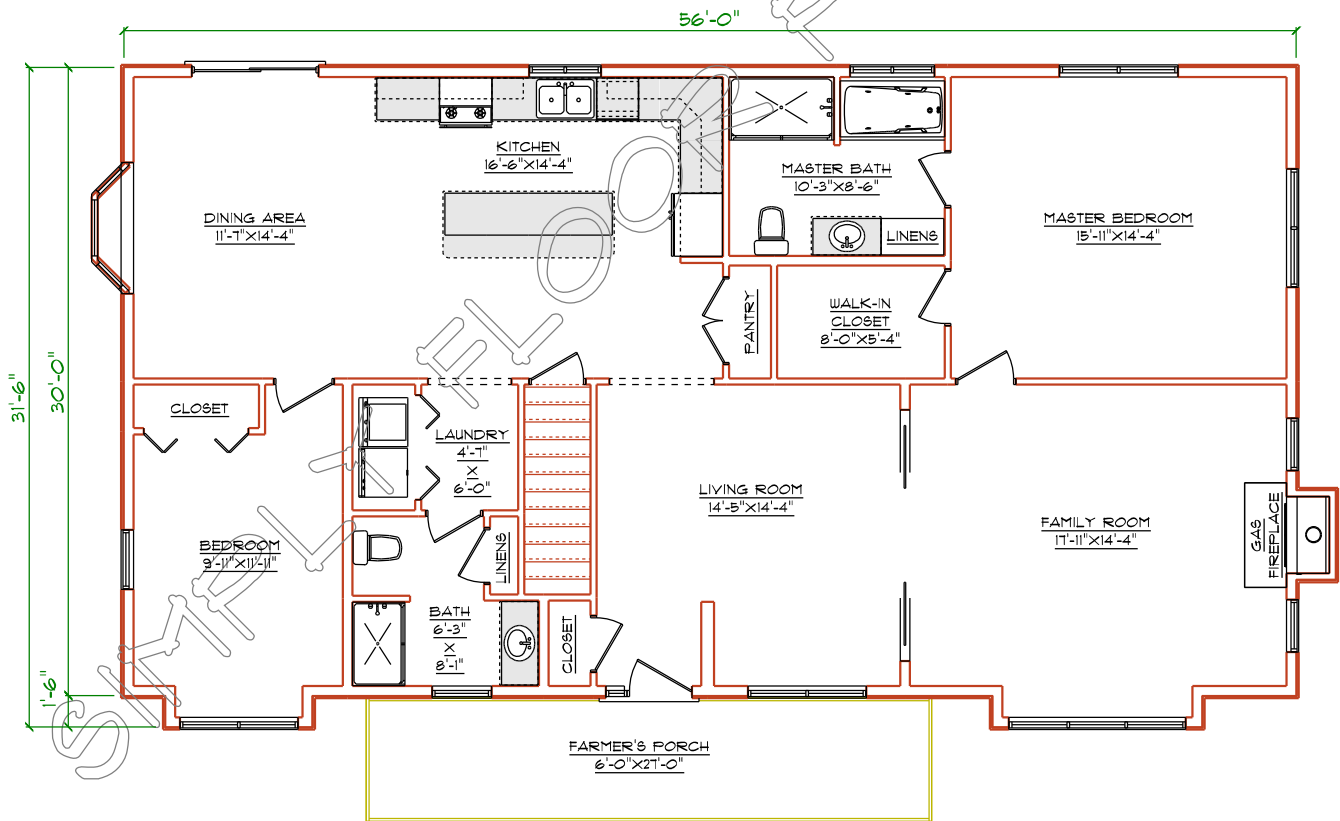 56'-0"
KITCHEN
16'-6"X14'-4"
MASTER BATH
10'-3"X8'-6"
DINING AREA
11'-7"X14'-4"
MASTER BEDROOM
15'-11"X14'-4"
LINENS
WALK-IN
CLOSET
8'-0"X5'-4"
PANTRY
31'-6"
30'-0"
CLOSET
LAUNDRY
4'-7"
X
6'-0"
LIVING ROOM
14'-5"X14'-4"
FAMILY ROOM
17'-11"X14'-4"
GAS
FIREPLACE
BEDROOM
9'-11"X11'-11"
LINENS
BATH
6'-3"
X
8'-1"
CLOSET
1'-6"
FARMER'S PORCH
6'-0"X27'-0"